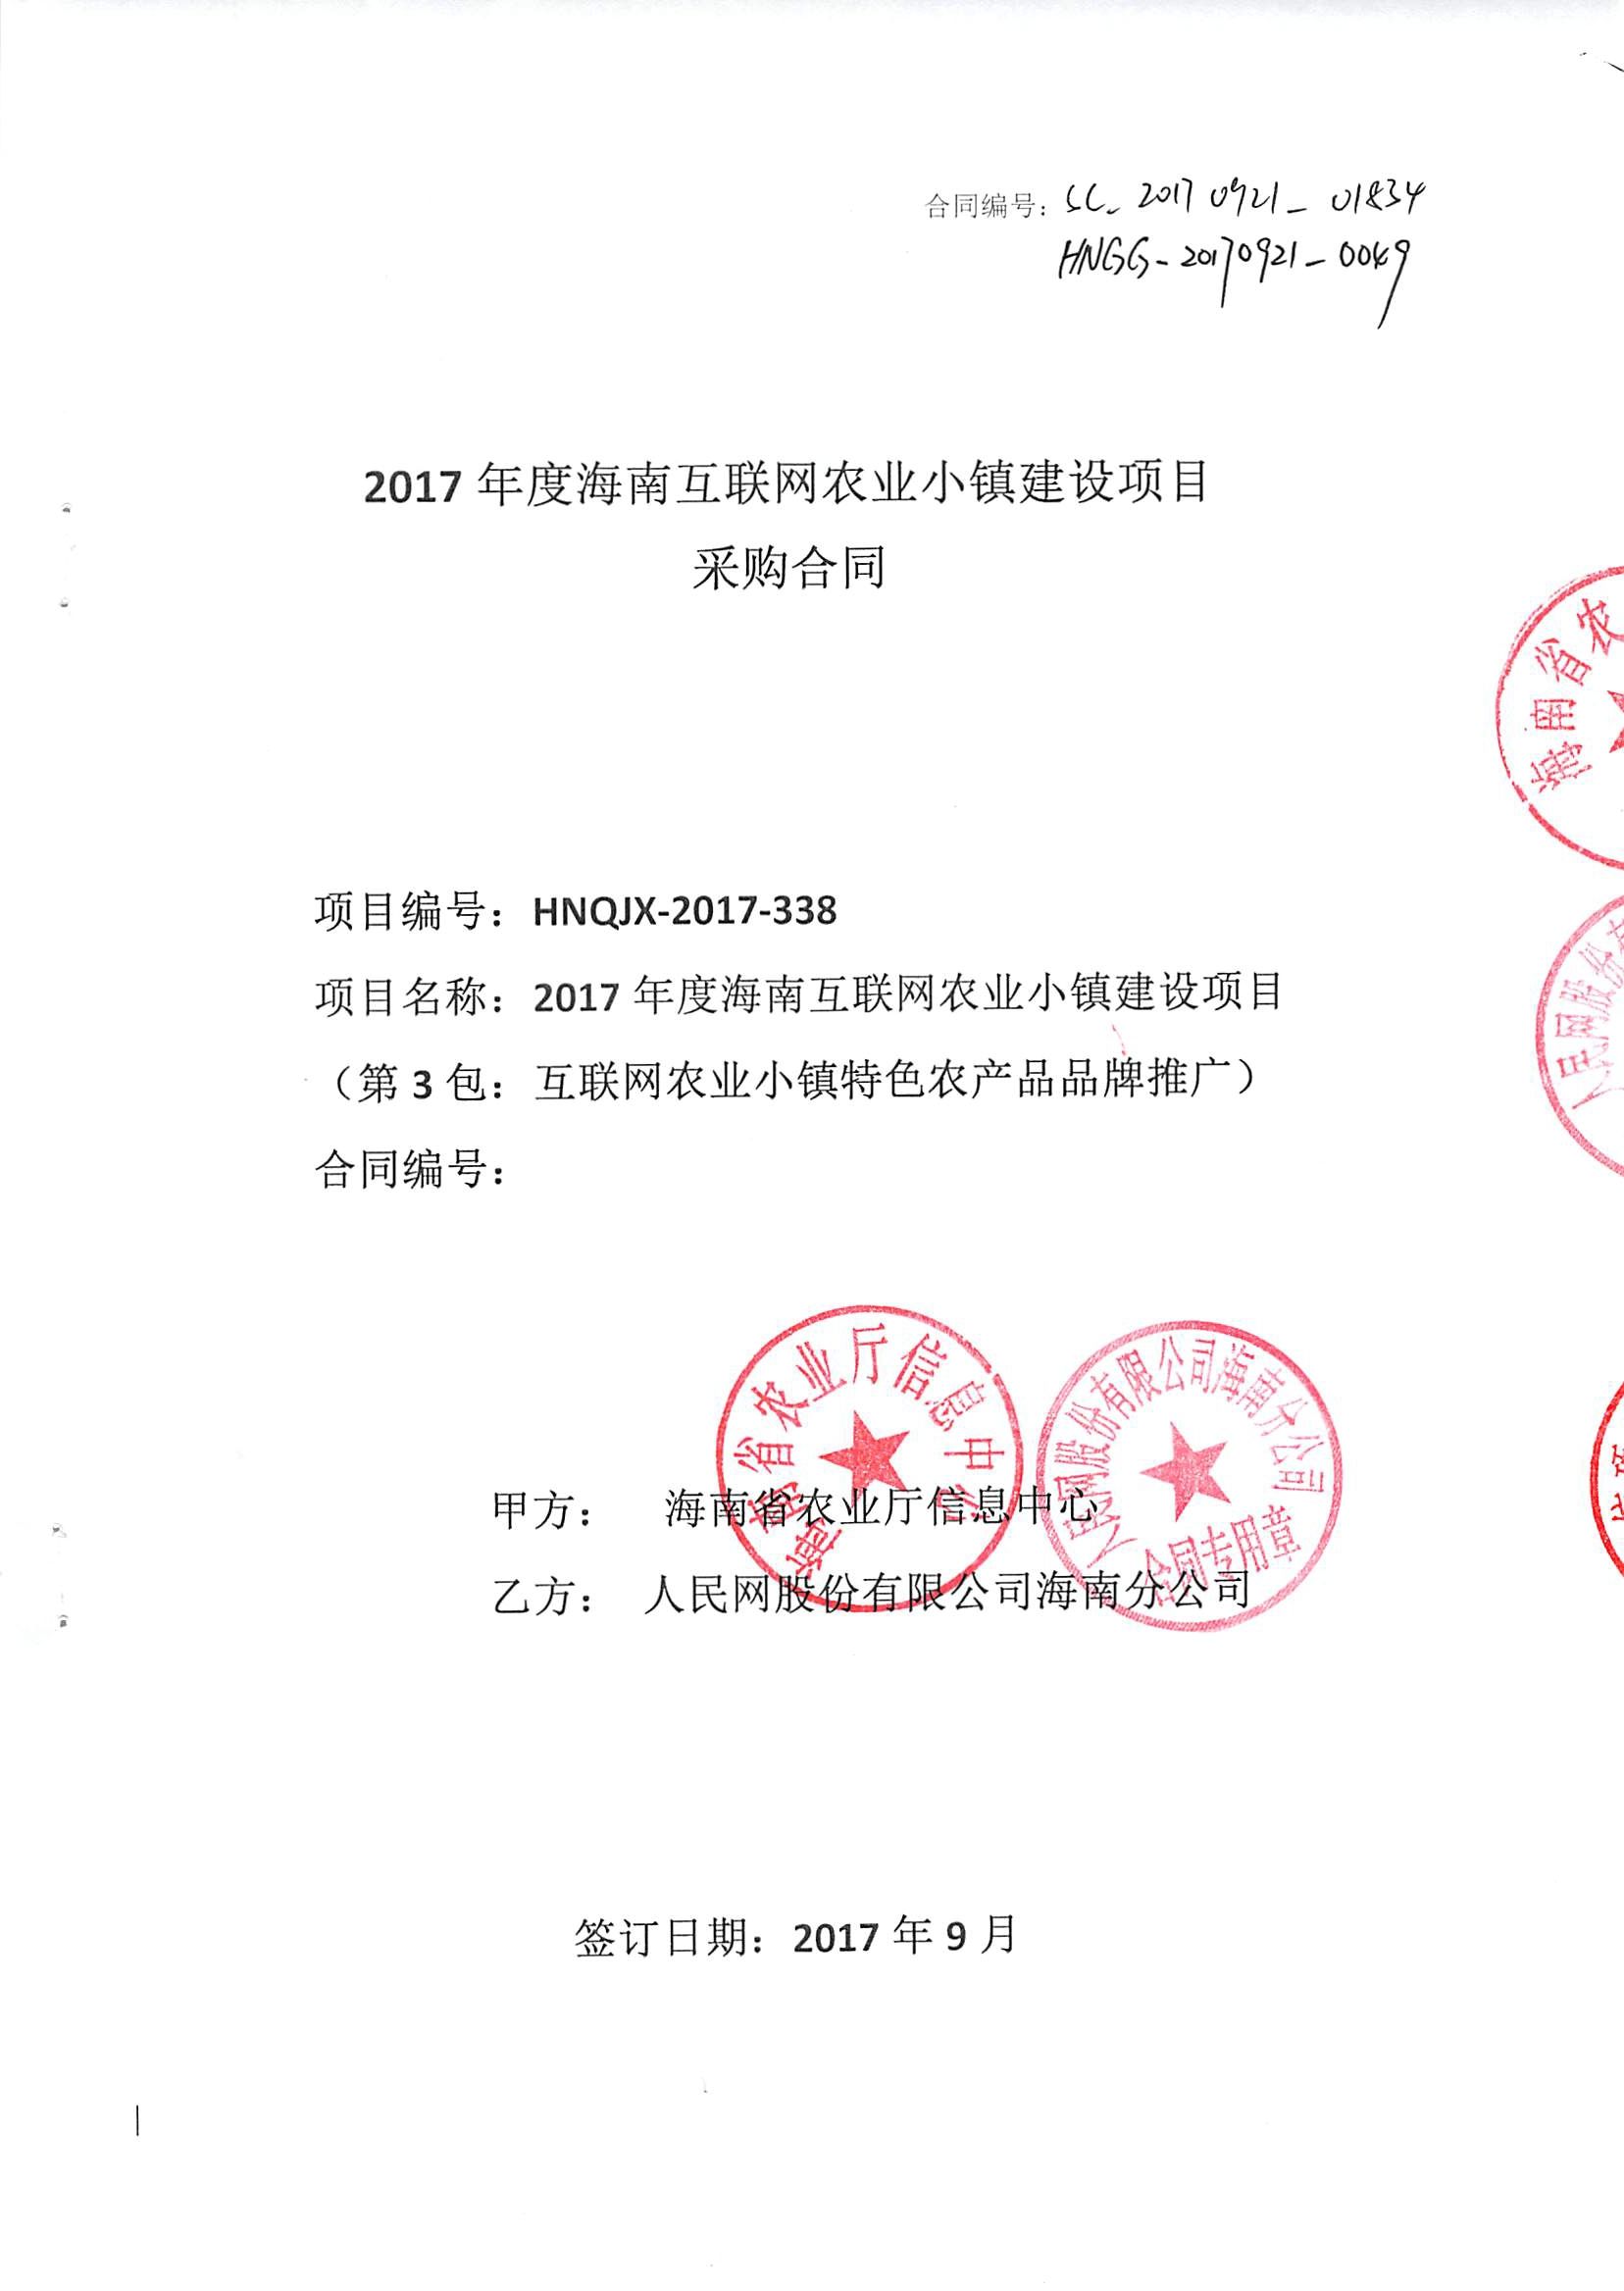 合同编号：SC-20170921-01834
HNGG-20170921-0049
2017 年度海南互联网农业小镇建设项目
采购合同
项目编号：HNQJX-2017-338
项目名称：2017 年度海南互联网农业小镇建设项目
（第 3 包：互联网农业小镇特色农产品品牌推广）
合同编号：
甲方：海南省农业厅信息中心
乙方：人民网股份有限公司海南分公司
签订日期：2017 年 9 月
海南省农业厅信息中心
人民网股份有限公司海南分公司
合同专用章
海南省农
人民网股份有